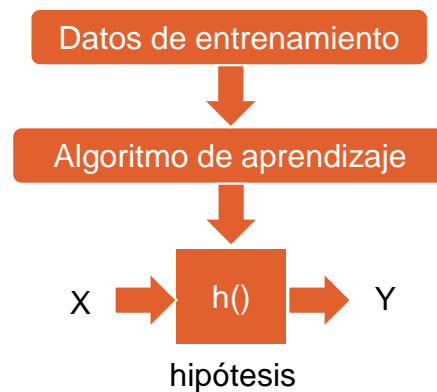 Datos de entrenamiento
Algoritmo de aprendizaje
X
h()
Y
hipótesis